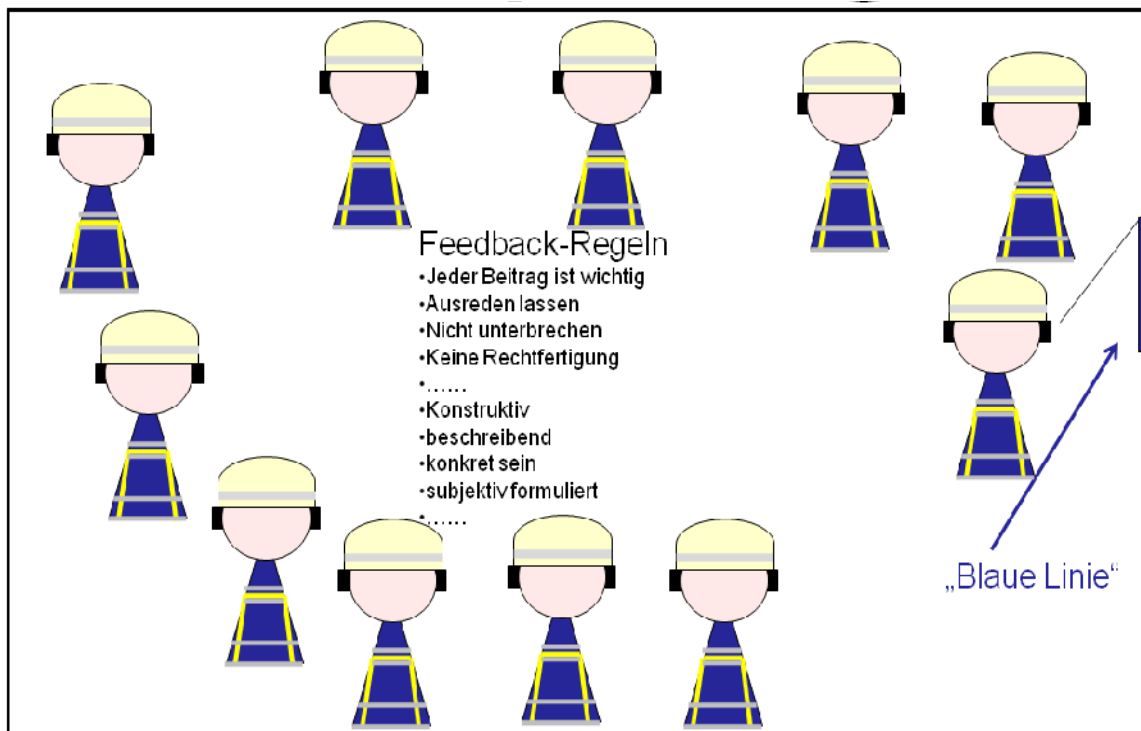 Feedback-Regeln
•Jeder Beitrag ist wichtig
•Ausreden lassen
•Nicht unterbrechen
•Keine Rechtfertigung
•......
•Konstruktiv
•beschreibend
•konkret sein
•subjektiv formuliert
•......
„Blaue Linie“